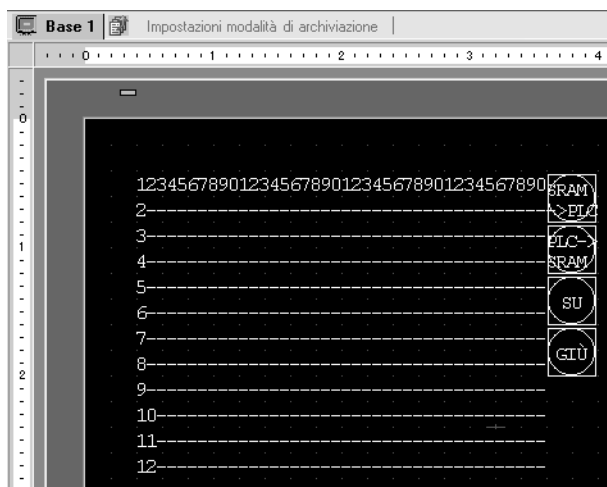 Base 1 Impostazioni modalità di archiviazione
0 1 2 3 4
0
1234567890123456789012345678901234567890
SRAM
->PLC
2----------------------------------------
3----------------------------------------
PLC->
SRAM
1
4----------------------------------------
5----------------------------------------
SU
6----------------------------------------
7----------------------------------------
GIÙ
8----------------------------------------
2
9----------------------------------------
10---------------------------------------
11---------------------------------------
12---------------------------------------